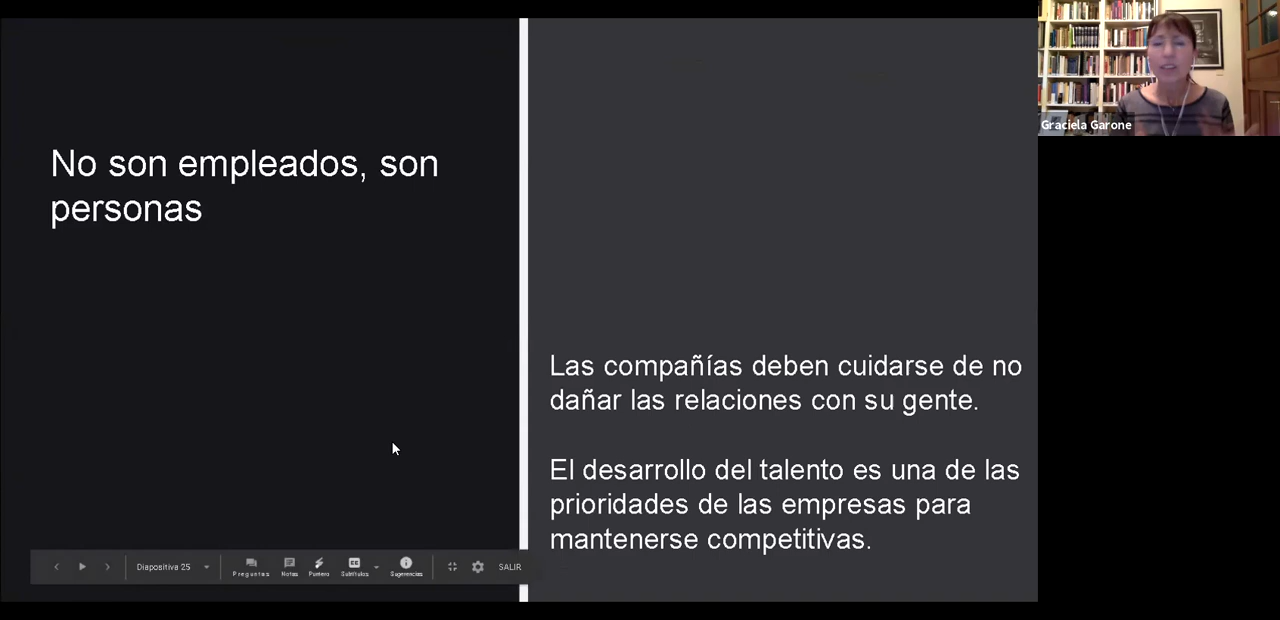 No son empleados, son
personas
Las compañías deben cuidarse de no
dañar las relaciones con su gente.
El desarrollo del talento es una de las
prioridades de las empresas para
mantenerse competitivas.
Graciela Garone
Diapositiva 25
Preguntas
Notas
Puntero
Subtítulos
Sugerencias
SALIR